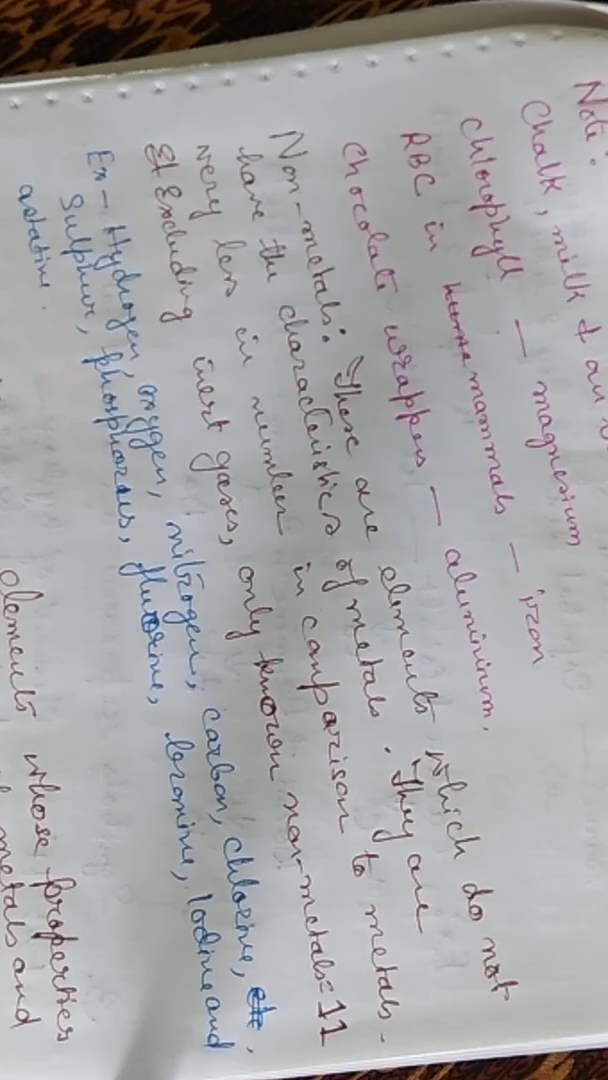 Note:
Chalk, milk &
Chlorophyll — magnesium
RBC in mammals — iron
Chocolate wrappers — aluminium.
Non-metals: These are elements which do not
have the characteristics of metals. They are
very less in number in comparison to metals.
Excluding inert gases, only known non-metals = 11
Ex - Hydrogen, oxygen, nitrogen, carbon, chlorine,
Sulphur, phosphorus, fluorine, bromine, Iodine and
astatine.
elements whose properties
metals and